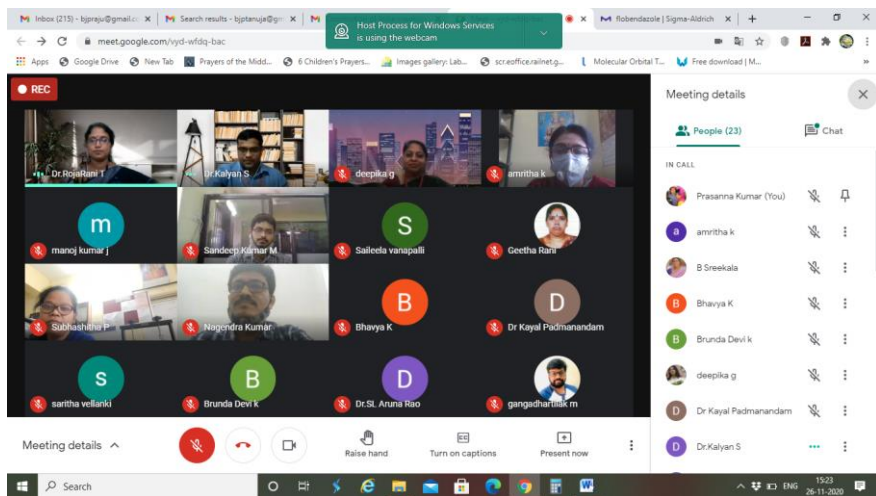 Inbox (215) - bjpraju@gmail.c
Search results - bjptanuja@g
Host Process for Windows Services
is using the webcam
flobendazole | Sigma-Aldrich
meet.google.com/vyd-wfdq-bac
Apps
Google Drive
New Tab
Prayers of the Midd...
6 Children's Prayers...
Images gallery: Lab...
scr.eoffice.railnet.g...
Molecular Orbital T...
Free download | M...
REC
Meeting details
People (23)
Chat
IN CALL
Dr.RojaRani T
Dr.Kalyan S
deepika g
amritha k
m
manoj kumar j
Sandeep Kumar M
S
Saileela vanapalli
Geetha Rani
Subhashitha P
Nagendra Kumar
B
Bhavya K
D
Dr Kayal Padmanandam
s
saritha vellanki
B
Brunda Devi k
D
Dr.SL Aruna Rao
gangadhartilak m
Prasanna Kumar (You)
a
amritha k
B Sreekala
B
Bhavya K
B
Brunda Devi k
deepika g
D
Dr Kayal Padmanandam
D
Dr.Kalyan S
Meeting details
Raise hand
CC
Turn on captions
Present now
Search
ENG
15:23
26-11-2020